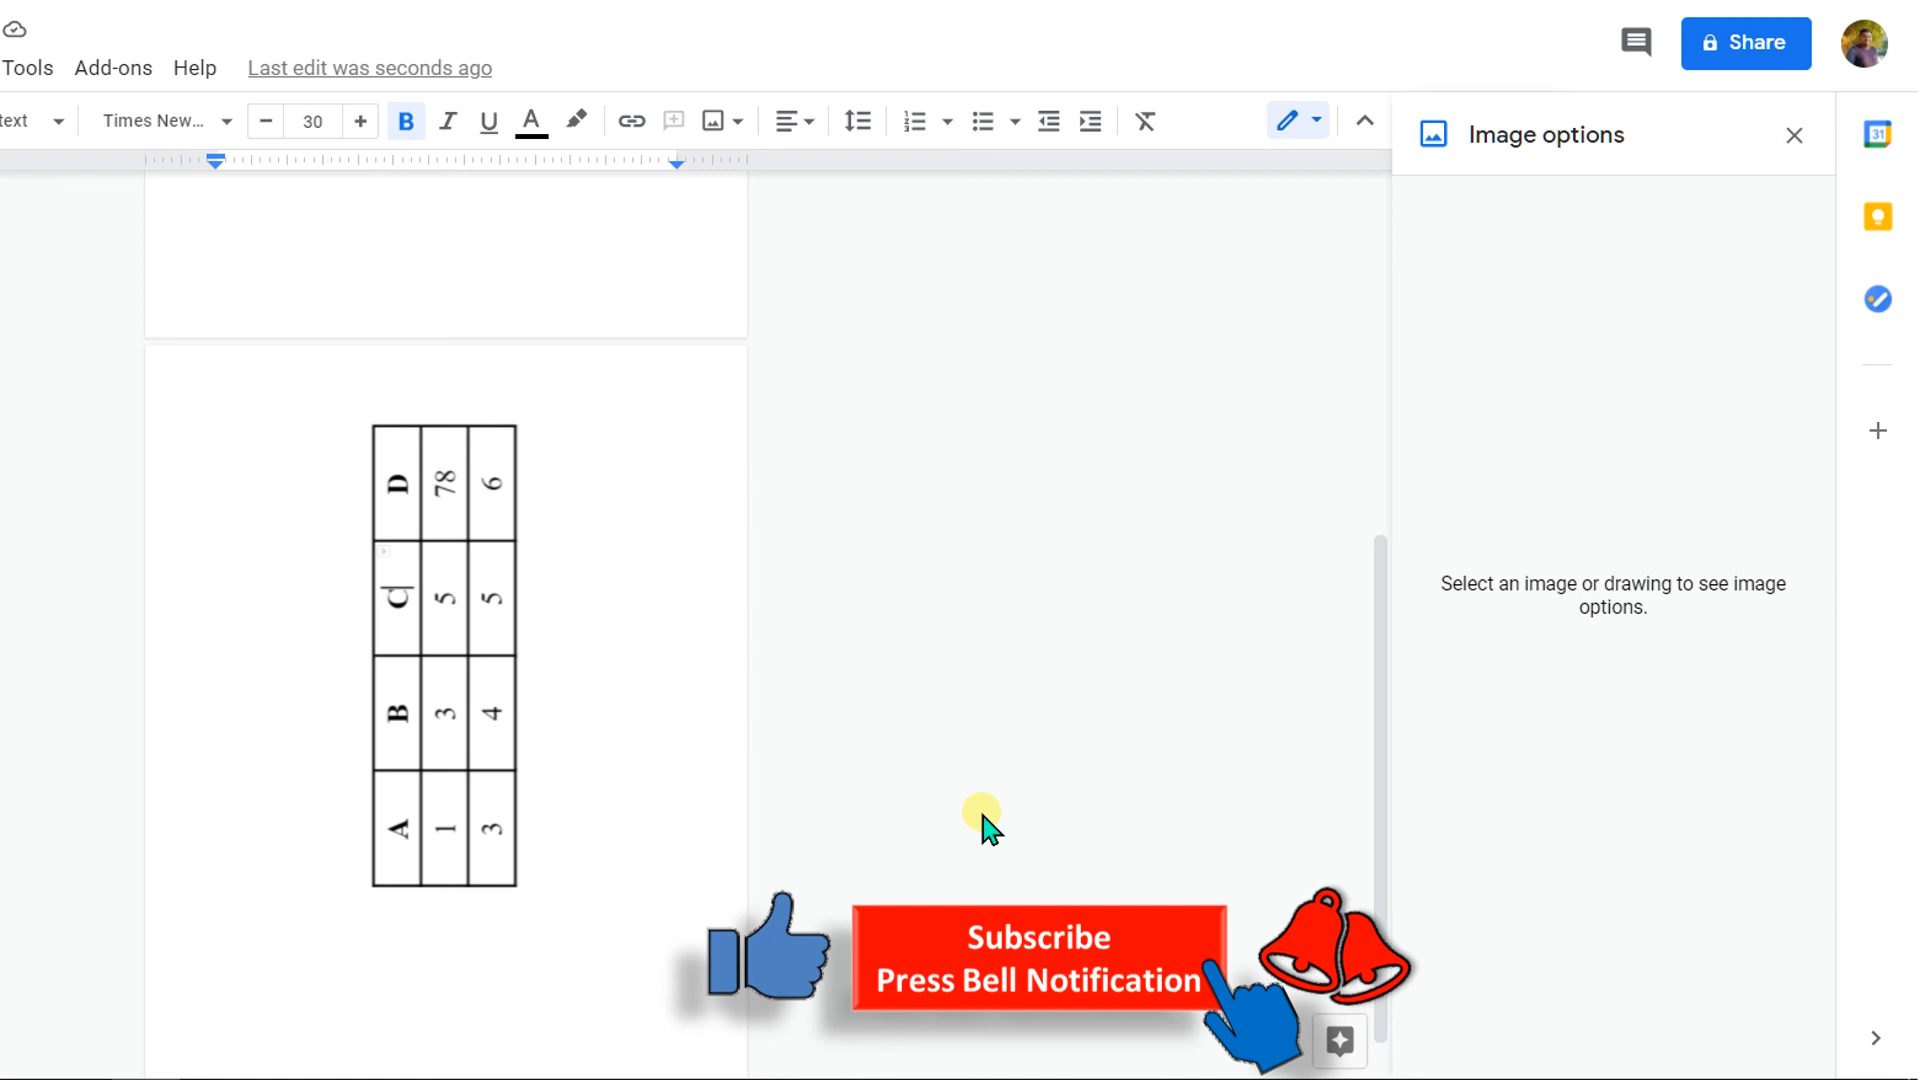 Share
Tools Add-ons Help Last edit was seconds ago
text Times New... 30 B I U A
Image options
31
A B C D
1 3 5 78
3 4 5 6
Select an image or drawing to see image
options.
Subscribe
Press Bell Notification